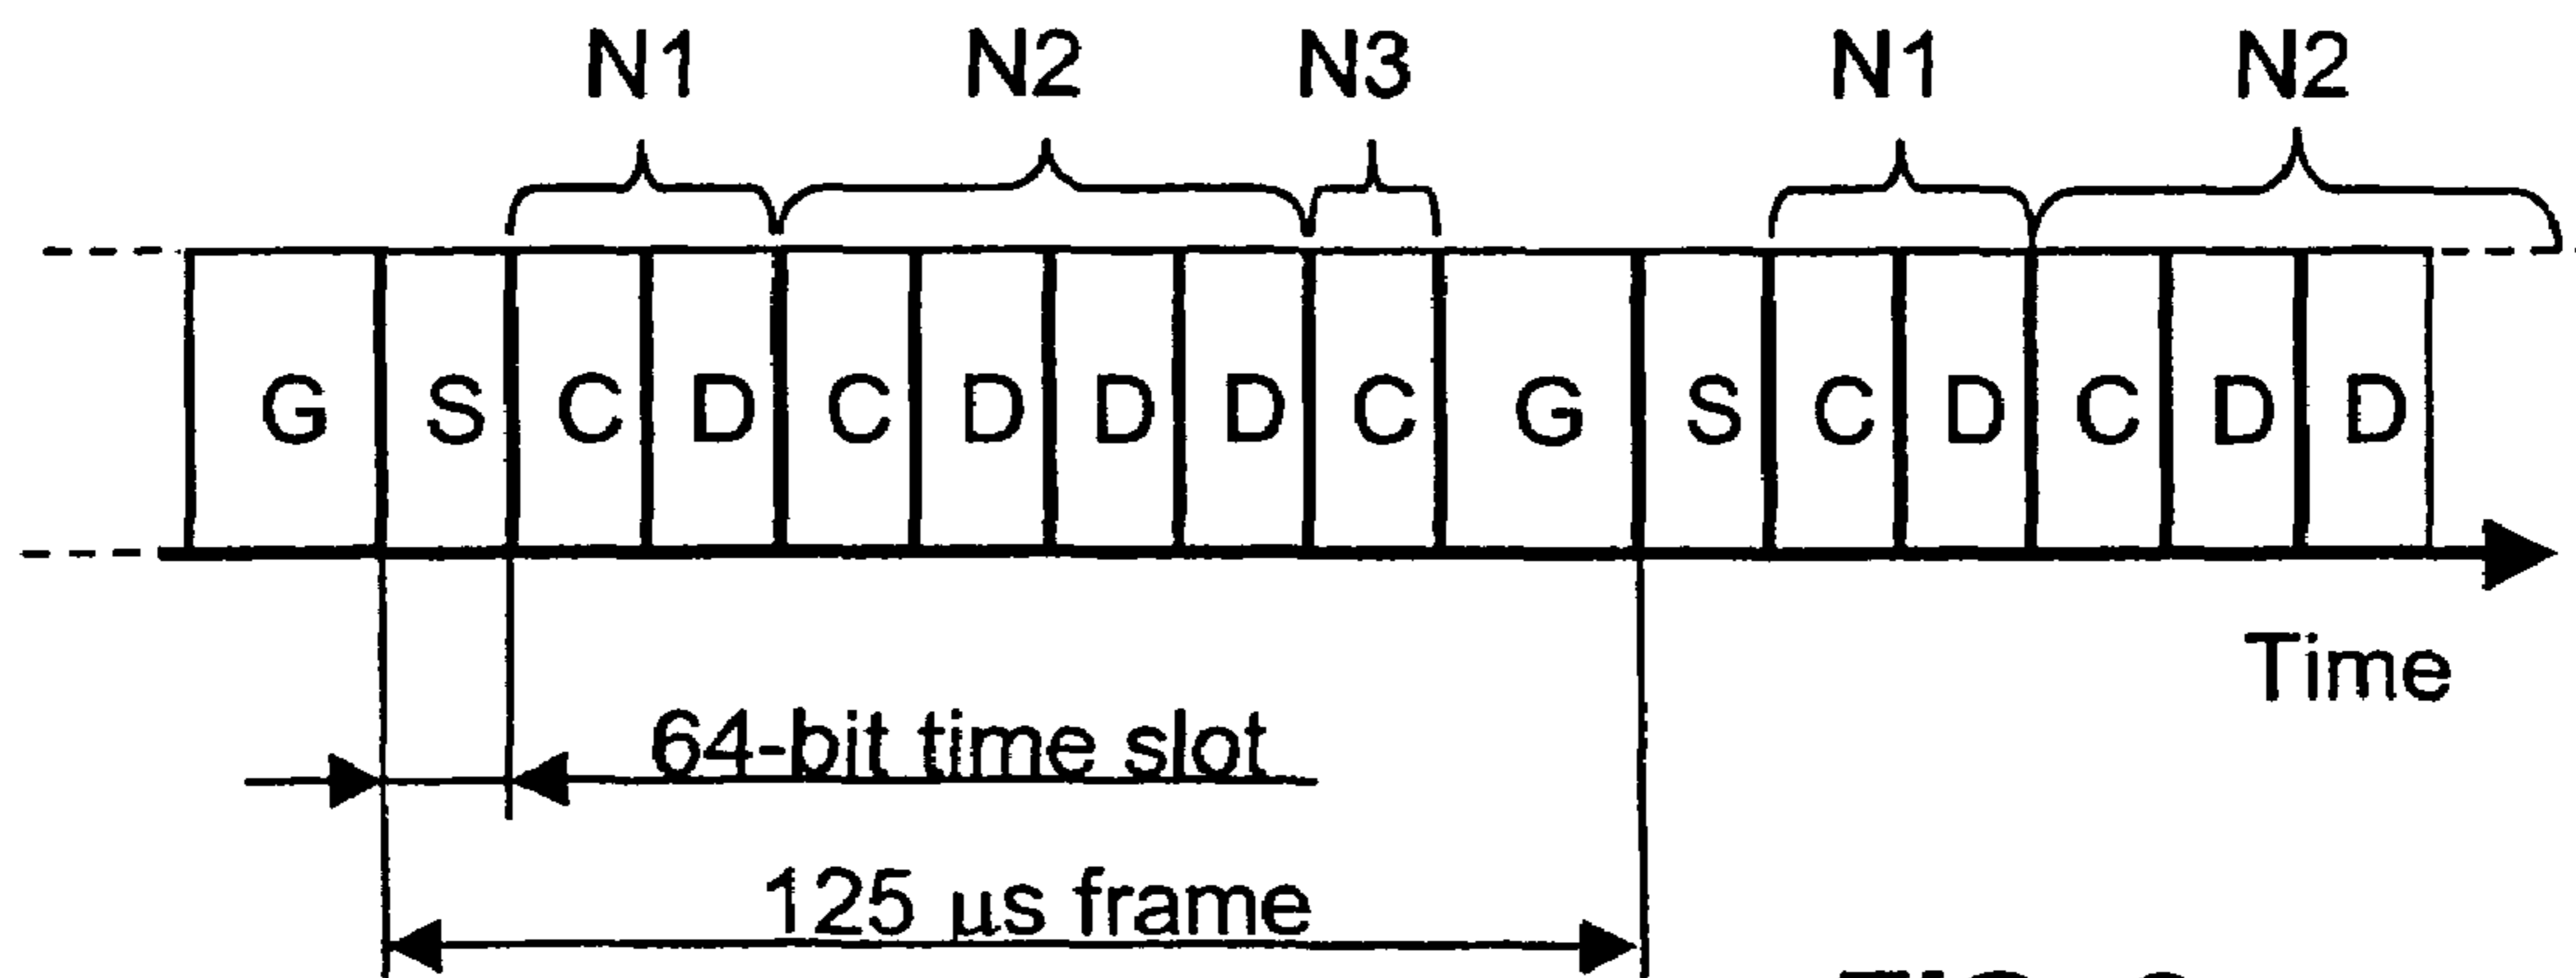 N1 N2 N3 N1 N2
G S C D C D D D C G S C D C D D
Time
64-bit time slot
125 μs frame